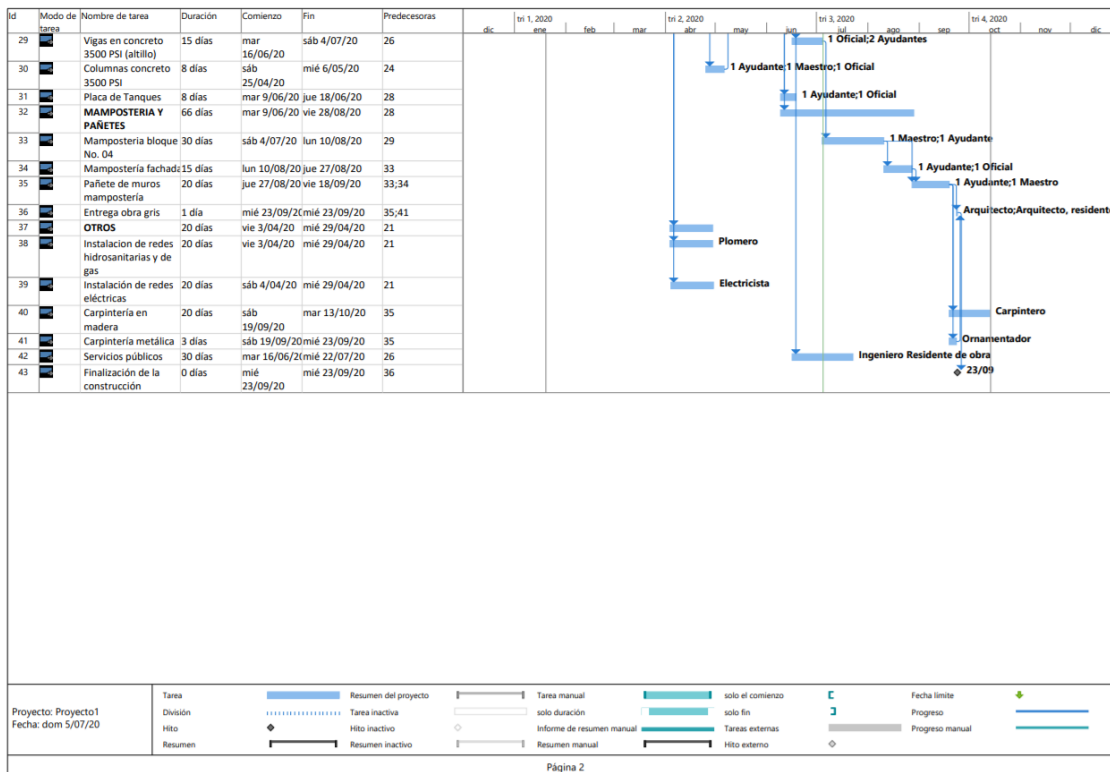 Id Modo de tarea Nombre de tarea Duración Comienzo Fin Predecesoras
tri 1, 2020 tri 2, 2020 tri 3, 2020 tri 4, 2020
dic ene feb mar abr may jun jul ago sep oct nov dic
29 Vigas en concreto 3500 PSI (altillo) 15 días mar 16/06/20 sáb 4/07/20 26 1 Oficial;2 Ayudantes
30 Columnas concreto 3500 PSI 8 días sáb 25/04/20 mié 6/05/20 24 1 Ayudante;1 Maestro;1 Oficial
31 Placa de Tanques 8 días mar 9/06/20 jue 18/06/20 28 1 Ayudante;1 Oficial
32 MAMPOSTERIA Y PAÑETES 66 días mar 9/06/20 vie 28/08/20 28
33 Mamposteria bloque No. 04 30 días sáb 4/07/20 lun 10/08/20 29 1 Maestro;1 Ayudante
34 Mampostería fachada 15 días lun 10/08/20 jue 27/08/20 33 1 Ayudante;1 Oficial
35 Pañete de muros mampostería 20 días jue 27/08/20 vie 18/09/20 33;34 1 Ayudante;1 Maestro
36 Entrega obra gris 1 día mié 23/09/20 mié 23/09/20 35;41 Arquitecto;Arquitecto, residente
37 OTROS 20 días vie 3/04/20 mié 29/04/20 21
38 Instalacion de redes hidrosanitarias y de gas 20 días vie 3/04/20 mié 29/04/20 21 Plomero
39 Instalación de redes eléctricas 20 días sáb 4/04/20 mié 29/04/20 21 Electricista
40 Carpintería en madera 20 días sáb 19/09/20 mar 13/10/20 35 Carpintero
41 Carpintería metálica 3 días sáb 19/09/20 mié 23/09/20 35 Ornamentador
42 Servicios públicos 30 días mar 16/06/20 mié 22/07/20 26 Ingeniero Residente de obra
43 Finalización de la construcción 0 días mié 23/09/20 mié 23/09/20 36 23/09
Proyecto: Proyecto1
Fecha: dom 5/07/20
Tarea Resumen del proyecto Tarea manual solo el comienzo Fecha límite
División Tarea inactiva solo duración solo fin Progreso
Hito Hito inactivo Informe de resumen manual Tareas externas Progreso manual
Resumen Resumen inactivo Resumen manual Hito externo
Página 2